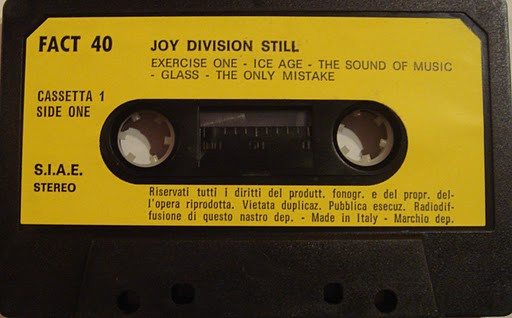 FACT 40 JOY DIVISION STILL
EXERCISE ONE - ICE AGE - THE SOUND OF MUSIC
- GLASS - THE ONLY MISTAKE
CASSETTA 1
SIDE ONE
S.I.A.E.
STEREO
Riservati tutti i diritti del produtt. fonogr. e del propr. del-
l'opera riprodotta. Vietata duplicaz. Pubblica esecuz. Radiodif-
fusione di questo nastro dep. - Made in Italy - Marchio dep.